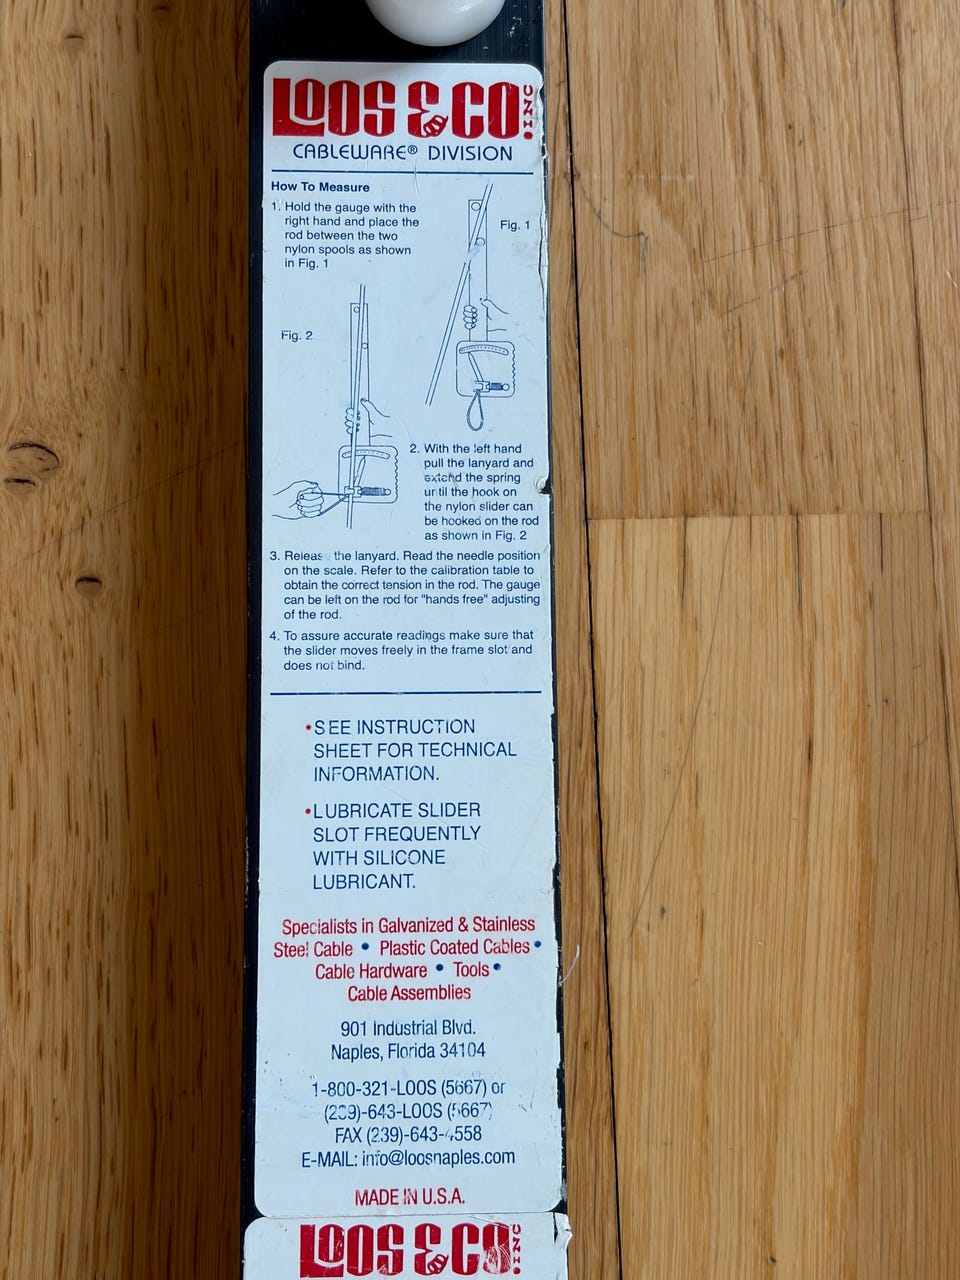 LOOS & CO. INC
CABLEWARE® DIVISION
How To Measure
1. Hold the gauge with the
right hand and place the
rod between the two
nylon spools as shown
in Fig. 1
Fig. 1
Fig. 2
2. With the left hand
pull the lanyard and
extend the spring
until the hook on
the nylon slider can
be hooked on the rod
as shown in Fig. 2
3. Release the lanyard. Read the needle position
on the scale. Refer to the calibration table to
obtain the correct tension in the rod. The gauge
can be left on the rod for "hands free" adjusting
of the rod.
4. To assure accurate readings make sure that
the slider moves freely in the frame slot and
does not bind.
•SEE INSTRUCTION
SHEET FOR TECHNICAL
INFORMATION.
•LUBRICATE SLIDER
SLOT FREQUENTLY
WITH SILICONE
LUBRICANT.
Specialists in Galvanized & Stainless
Steel Cable • Plastic Coated Cables •
Cable Hardware • Tools •
Cable Assemblies
901 Industrial Blvd.
Naples, Florida 34104
1-800-321-LOOS (5667) or
(239)-643-LOOS (5667)
FAX (239)-643-4558
E-MAIL: info@loosnaples.com
MADE IN U.S.A.
LOOS & CO. INC